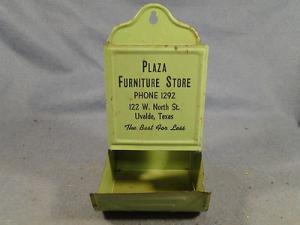 PLAZA
FURNITURE STORE
PHONE 1292
122 W. NORTH St.
Uvalde, Texas
The Best For Less